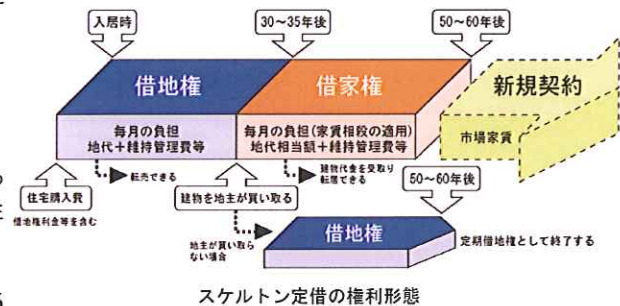 入居時
30～35年後
50～60年後
借地権
借家権
新規契約
毎月の負担
地代＋維持管理費等
毎月の負担(家賃相殺の適用)
地代相当額＋維持管理費等
市場家賃
住宅購入費
借地権利金等を含む
転売できる
建物を地主が買い取る
建物代金を受取り
転居できる
50～60年後
地主が買い取ら
ない場合
借地権
定期借地権として終了する
スケルトン定借の権利形態